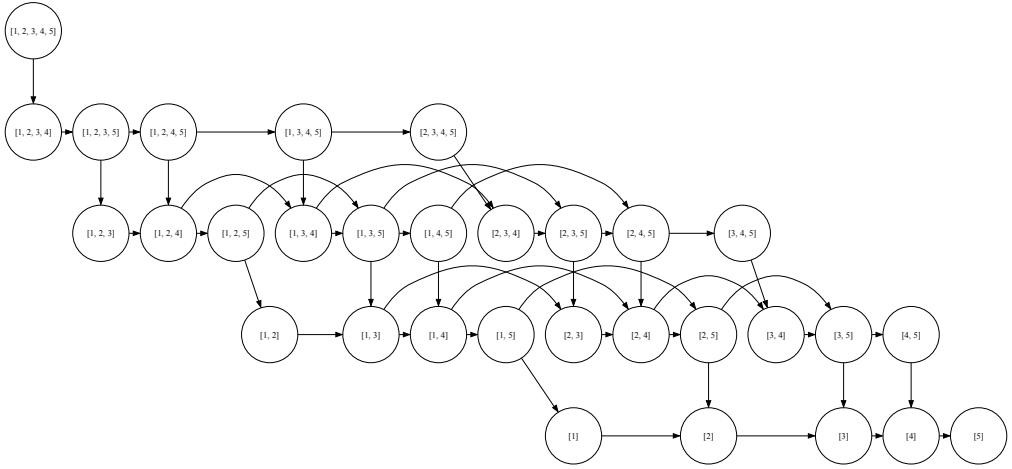 [1, 2, 3, 4, 5]
[1, 2, 3, 4] [1, 2, 3, 5] [1, 2, 4, 5] [1, 3, 4, 5] [2, 3, 4, 5]
[1, 2, 3] [1, 2, 4] [1, 2, 5] [1, 3, 4] [1, 3, 5] [1, 4, 5] [2, 3, 4] [2, 3, 5] [2, 4, 5] [3, 4, 5]
[1, 2] [1, 3] [1, 4] [1, 5] [2, 3] [2, 4] [2, 5] [3, 4] [3, 5] [4, 5]
[1] [2] [3] [4] [5]